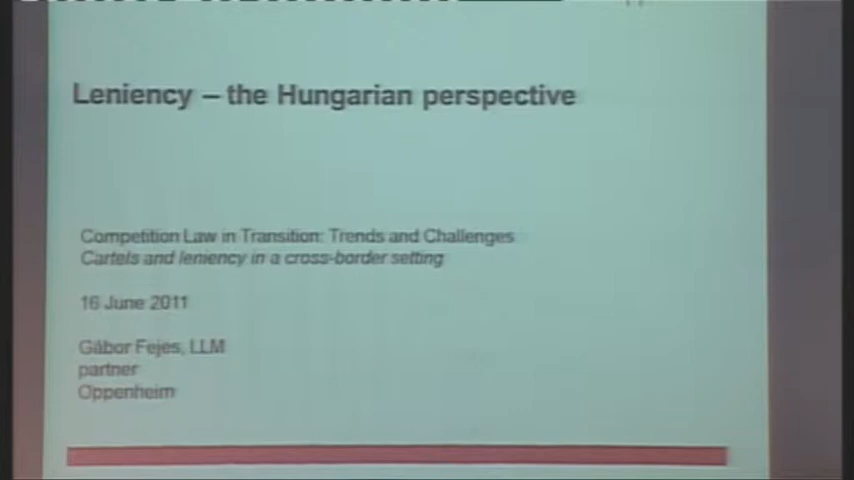 Leniency – the Hungarian perspective
Competition Law in Transition: Trends and Challenges
Cartels and leniency in a cross-border setting
16 June 2011
Gábor Fejes, LLM
partner
Oppenheim